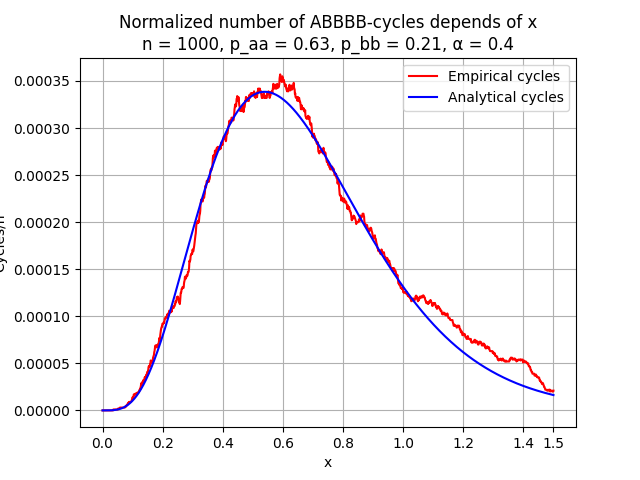 Normalized number of ABBBB-cycles depends of x
n = 1000, p_aa = 0.63, p_bb = 0.21, α = 0.4
Empirical cycles
Analytical cycles
0.00035
0.00030
0.00025
0.00020
0.00015
0.00010
0.00005
0.00000
0.0 0.2 0.4 0.6 0.8 1.0 1.2 1.4 1.5
x